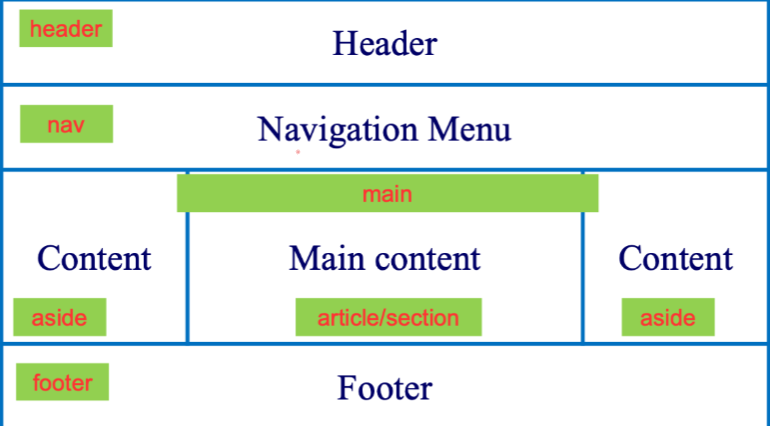 header
Header
nav
Navigation Menu
main
Content
Main content
Content
aside
article/section
aside
footer
Footer